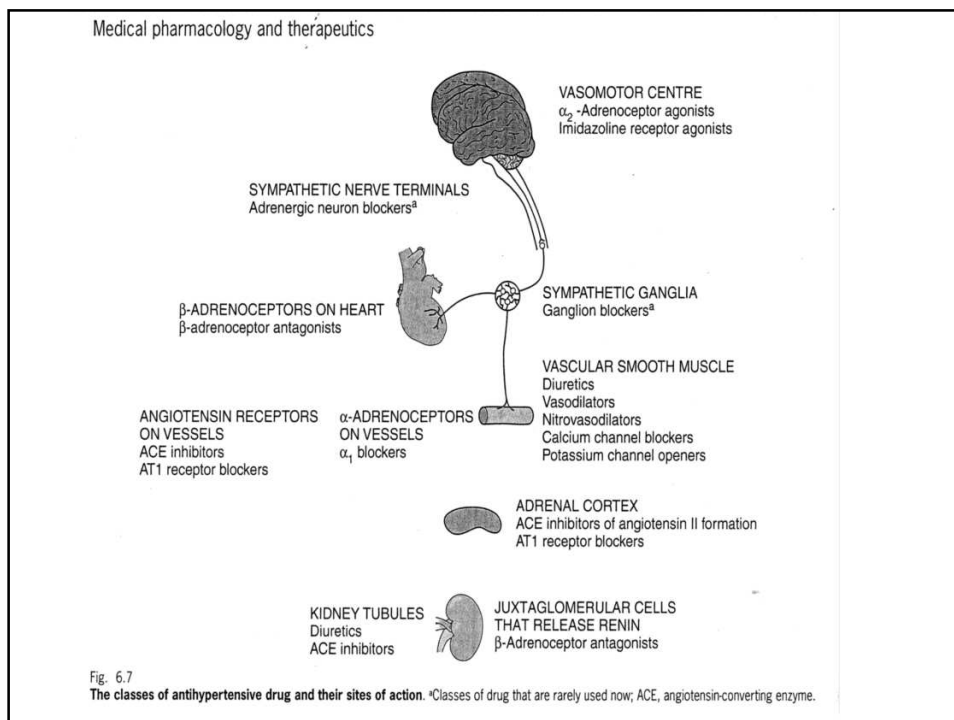 Medical pharmacology and therapeutics
VASOMOTOR CENTRE
α₂ -Adrenoceptor agonists
Imidazoline receptor agonists
SYMPATHETIC NERVE TERMINALS
Adrenergic neuron blockersᵃ
β-ADRENOCEPTORS ON HEART
β-adrenoceptor antagonists
SYMPATHETIC GANGLIA
Ganglion blockersᵃ
VASCULAR SMOOTH MUSCLE
Diuretics
Vasodilators
Nitrovasodilators
Calcium channel blockers
Potassium channel openers
ANGIOTENSIN RECEPTORS
ON VESSELS
ACE inhibitors
AT1 receptor blockers
α-ADRENOCEPTORS
ON VESSELS
α₁ blockers
ADRENAL CORTEX
ACE inhibitors of angiotensin II formation
AT1 receptor blockers
KIDNEY TUBULES
Diuretics
ACE inhibitors
JUXTAGLOMERULAR CELLS
THAT RELEASE RENIN
β-Adrenoceptor antagonists
Fig. 6.7
The classes of antihypertensive drug and their sites of action. ᵃClasses of drug that are rarely used now; ACE, angiotensin-converting enzyme.